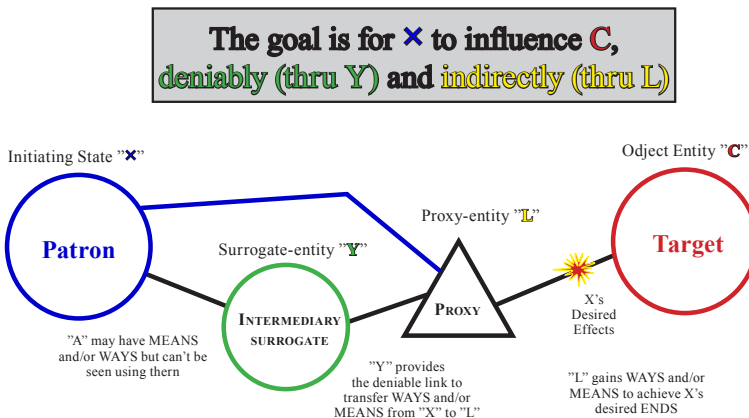 The goal is for × to influence C,
deniably (thru Y) and indirectly (thru L)
Initiating State "×"
Odject Entity "C"
Proxy-entity "L"
Surrogate-entity "Y"
Patron
Target
INTERMEDIARY
SURROGATE
PROXY
X's
Desired
Effects
"A" may have MEANS
and/or WAYS but can't be
seen using thern
"Y" provides
the deniable link to
transfer WAYS and/or
MEANS from "X" to "L"
"L" gains WAYS and/or
MEANS to achieve X's
desired ENDS